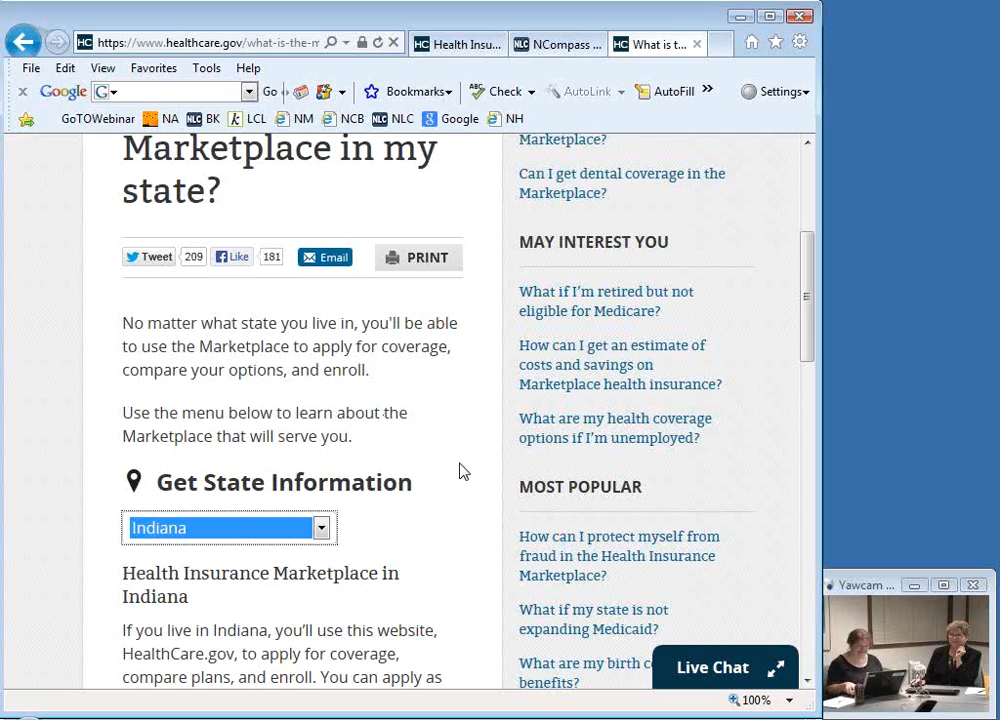 https://www.healthcare.gov/what-is-the-m
HC Health Insu...
NLC NCompass ...
HC What is t...
File Edit View Favorites Tools Help
Google G Go Bookmarks Check AutoLink AutoFill » Settings
GoTOWebinar NA NLC BK k LCL NM NCB NLC NLC g Google NH
Marketplace in my
state?
Tweet 209 Like 181 Email PRINT
No matter what state you live in, you'll be able
to use the Marketplace to apply for coverage,
compare your options, and enroll.
Use the menu below to learn about the
Marketplace that will serve you.
Get State Information
Indiana
Health Insurance Marketplace in
Indiana
If you live in Indiana, you'll use this website,
HealthCare.gov, to apply for coverage,
compare plans, and enroll. You can apply as
Marketplace?
Can I get dental coverage in the
Marketplace?
MAY INTEREST YOU
What if I'm retired but not
eligible for Medicare?
How can I get an estimate of
costs and savings on
Marketplace health insurance?
What are my health coverage
options if I'm unemployed?
MOST POPULAR
How can I protect myself from
fraud in the Health Insurance
Marketplace?
What if my state is not
expanding Medicaid?
What are my birth c
benefits?
Live Chat
100%
Yawcam ...